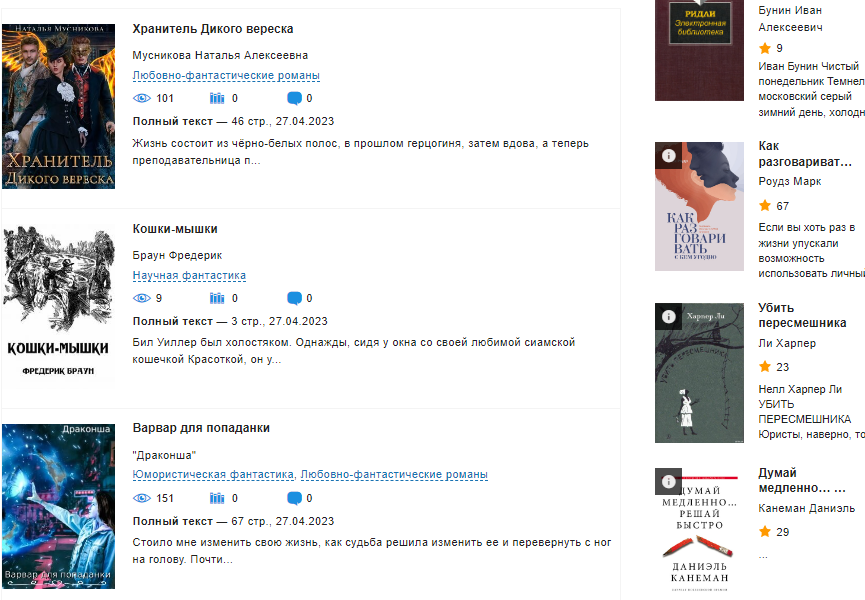 НАТАЛЬЯ МУСНИКОВА
ХРАНИТЕЛЬ
ДИКОГО ВЕРЕСКА
Хранитель Дикого вереска
Мусникова Наталья Алексеевна
Любовно-фантастические романы
101 0 0
Полный текст — 46 стр., 27.04.2023
Жизнь состоит из чёрно-белых полос, в прошлом герцогиня, затем вдова, а теперь
преподавательница п...
КОШКИ-МЫШКИ
ФРЕДЕРИК БРАУН
Кошки-мышки
Браун Фредерик
Научная фантастика
9 0 0
Полный текст — 3 стр., 27.04.2023
Бил Уиллер был холостяком. Однажды, сидя у окна со своей любимой сиамской
кошечкой Красоткой, он у...
Драконша
Варвар для попаданки
Варвар для попаданки
"Драконша"
Юмористическая фантастика, Любовно-фантастические романы
151 0 0
Полный текст — 67 стр., 27.04.2023
Стоило мне изменить свою жизнь, как судьба решила изменить ее и перевернуть с ног
на голову. Почти...
РИДЛИ
Электронная
библиотека
Бунин Иван
Алексеевич
9
Иван Бунин Чистый
понедельник Темнел
московский серый
зимний день, холодн
КАК
РАЗ
ГОВАРИ
ВАТЬ
С КЕМ УГОДНО
Как
разговариват...
Роудз Марк
67
Если вы хоть раз в
жизни упускали
возможность
использовать личны
Харпер Ли
УБИТЬ ПЕРЕСМЕШНИКА
Убить
пересмешника
Ли Харпер
23
Нелл Харпер Ли
УБИТЬ
ПЕРЕСМЕШНИКА
Юристы, наверно, то
ДУМАЙ
МЕДЛЕННО...
РЕШАЙ
БЫСТРО
ДАНИЭЛЬ
КАНЕМАН
Думай
медленно... ...
Канеман Даниэль
29
...